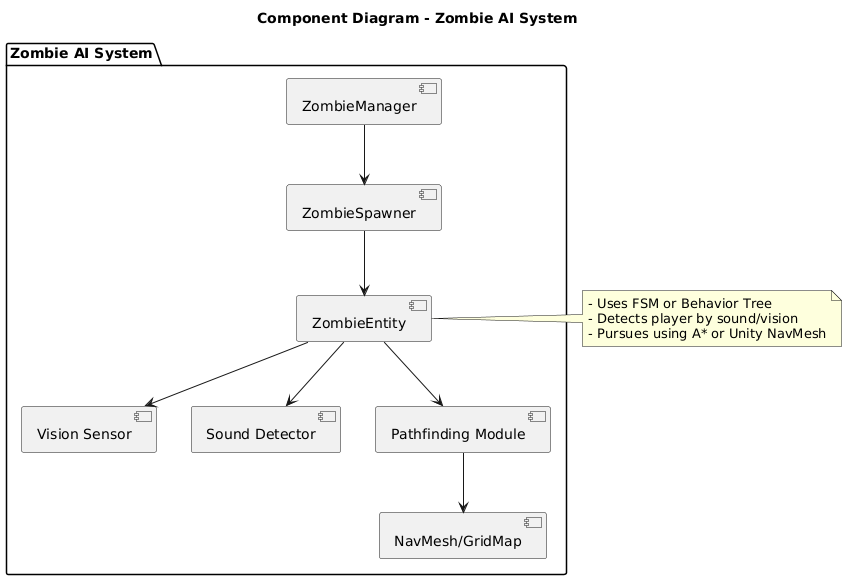 Component Diagram - Zombie AI System
Zombie AI System
ZombieManager
ZombieSpawner
ZombieEntity
- Uses FSM or Behavior Tree
- Detects player by sound/vision
- Pursues using A* or Unity NavMesh
Vision Sensor
Sound Detector
Pathfinding Module
NavMesh/GridMap